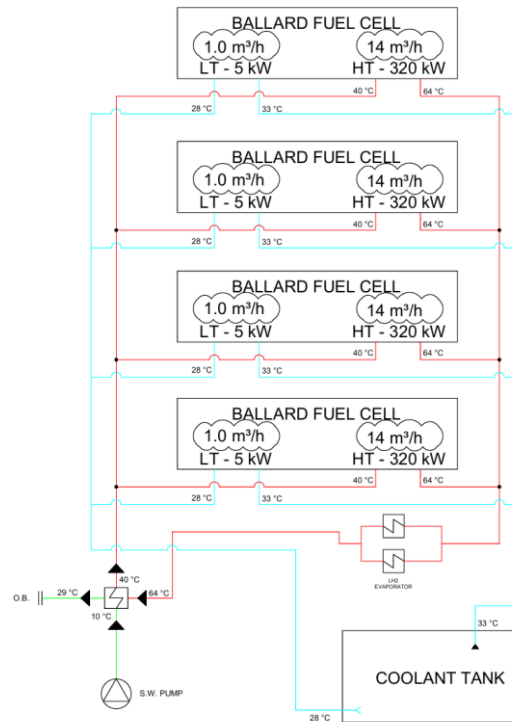 BALLARD FUEL CELL
1.0 m³/h 14 m³/h
LT - 5 kW HT - 320 kW
40 °C 64 °C
28 °C 33 °C
BALLARD FUEL CELL
1.0 m³/h 14 m³/h
LT - 5 kW HT - 320 kW
40 °C 64 °C
28 °C 33 °C
BALLARD FUEL CELL
1.0 m³/h 14 m³/h
LT - 5 kW HT - 320 kW
40 °C 64 °C
28 °C 33 °C
BALLARD FUEL CELL
1.0 m³/h 14 m³/h
LT - 5 kW HT - 320 kW
40 °C 64 °C
28 °C 33 °C
LH2
EVAPORATOR
40 °C
O.B. 29 °C 64 °C
10 °C
33 °C
COOLANT TANK
S.W. PUMP
28 °C